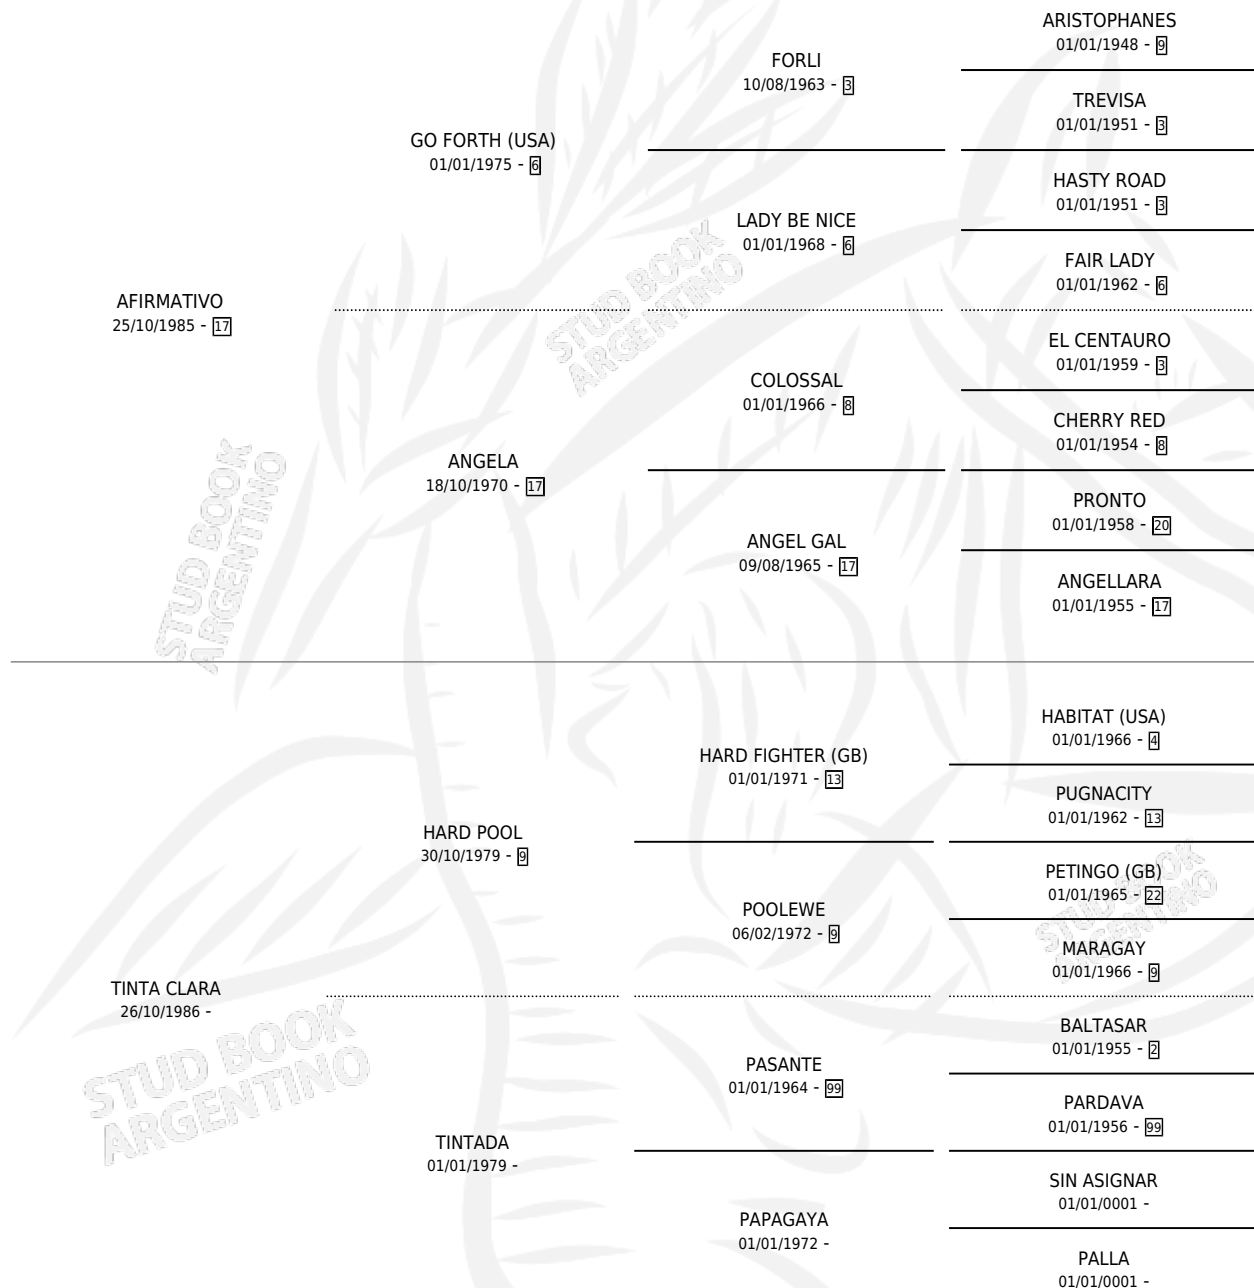 ARISTOPHANES
01/01/1948 - 9
FORLI
10/08/1963 - 3
TREVISA
01/01/1951 - 3
GO FORTH (USA)
01/01/1975 - 6
HASTY ROAD
01/01/1951 - 3
LADY BE NICE
01/01/1968 - 6
FAIR LADY
01/01/1962 - 6
AFIRMATIVO
25/10/1985 - 17
STUD BOOK
ARGENTINO
EL CENTAURO
01/01/1959 - 3
COLOSSAL
01/01/1966 - 8
CHERRY RED
01/01/1954 - 8
ANGELA
18/10/1970 - 17
PRONTO
01/01/1958 - 20
ANGEL GAL
09/08/1965 - 17
ANGELLARA
01/01/1955 - 17
STUD BOOK
ARGENTINO
HABITAT (USA)
01/01/1966 - 4
HARD FIGHTER (GB)
01/01/1971 - 13
PUGNACITY
01/01/1962 - 13
HARD POOL
30/10/1979 - 9
PETINGO (GB)
01/01/1965 - 22
POOLEWE
06/02/1972 - 9
MARAGAY
01/01/1966 - 9
STUD BOOK
ARGENTINO
TINTA CLARA
26/10/1986 -
BALTASAR
01/01/1955 - 2
PASANTE
01/01/1964 - 99
PARDAVA
01/01/1956 - 99
STUD BOOK
ARGENTINO
TINTADA
01/01/1979 -
SIN ASIGNAR
01/01/0001 -
PAPAGAYA
01/01/1972 -
PALLA
01/01/0001 -